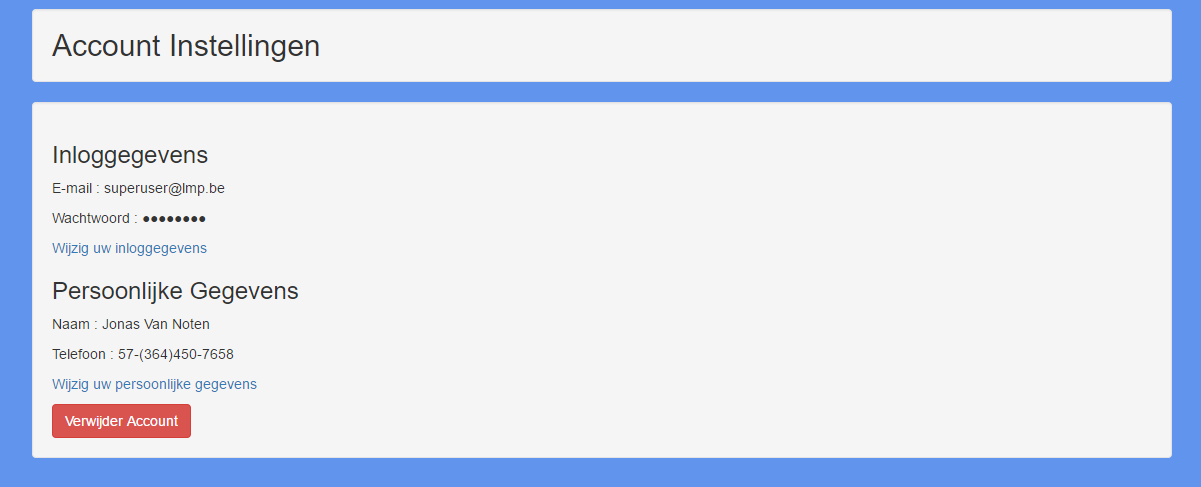 Account Instellingen
Inloggegevens
E-mail : superuser@lmp.be
Wachtwoord : ●●●●●●●●
Wijzig uw inloggegevens
Persoonlijke Gegevens
Naam : Jonas Van Noten
Telefoon : 57-(364)450-7658
Wijzig uw persoonlijke gegevens
Verwijder Account